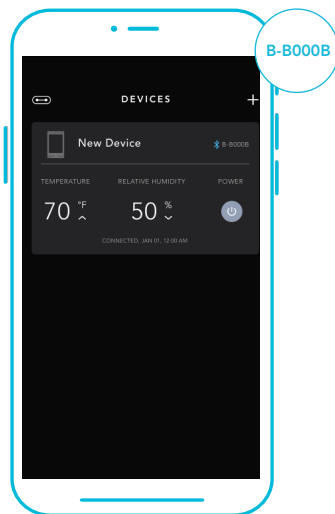 B-B000B
DEVICES
New Device
B-B000B
TEMPERATURE RELATIVE HUMIDITY POWER
70 °F 50 %
CONNECTED, JAN 01, 12:00 AM